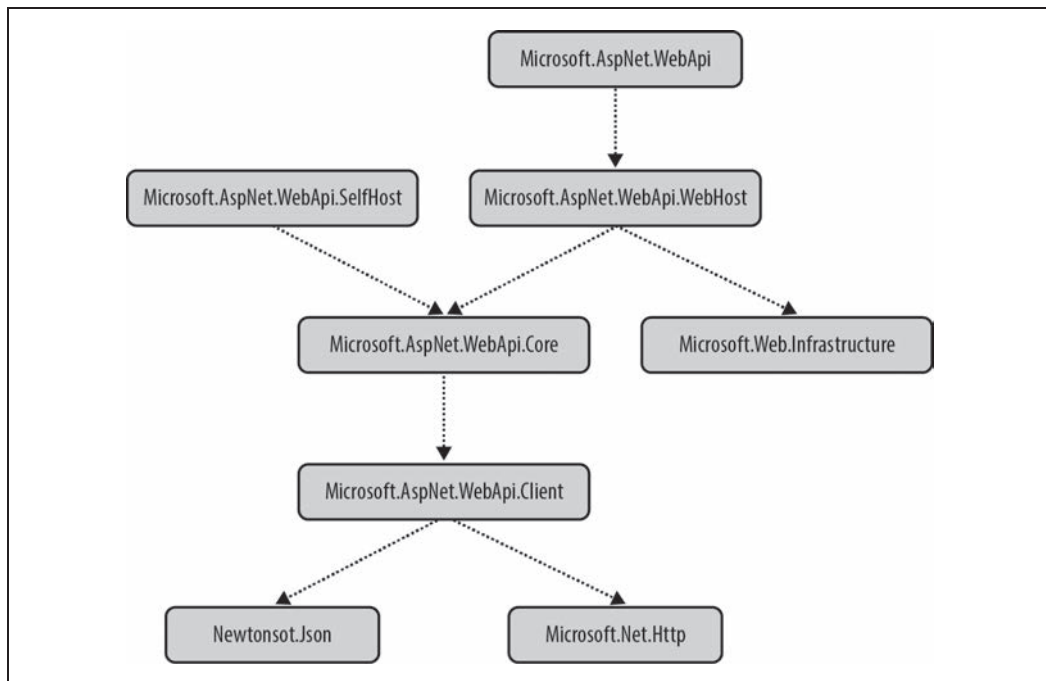 Microsoft.AspNet.WebApi
Microsoft.AspNet.WebApi.SelfHost
Microsoft.AspNet.WebApi.WebHost
Microsoft.AspNet.WebApi.Core
Microsoft.Web.Infrastructure
Microsoft.AspNet.WebApi.Client
Newtonsot.Json
Microsoft.Net.Http